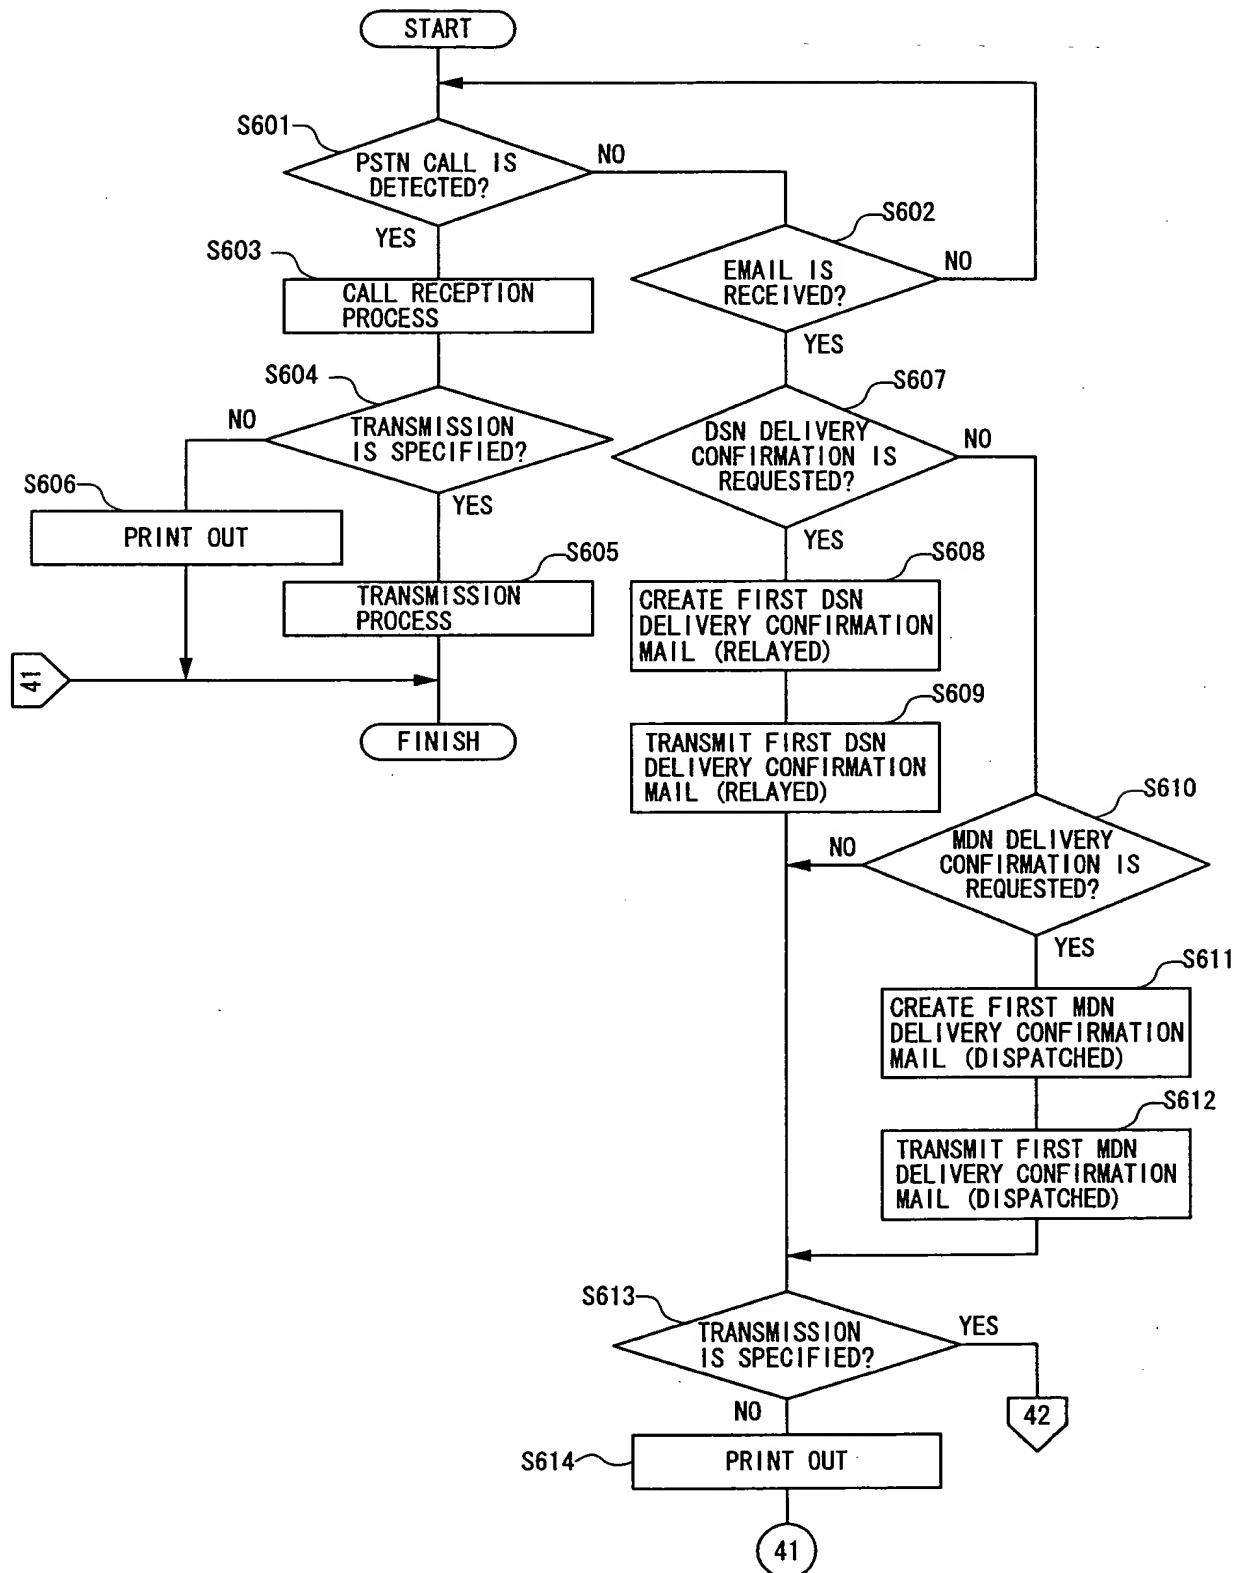 START
S601
PSTN CALL IS
DETECTED?
NO
YES
S602
EMAIL IS
RECEIVED?
NO
YES
S603
CALL RECEPTION
PROCESS
S604
TRANSMISSION
IS SPECIFIED?
NO
YES
S606
PRINT OUT
S605
TRANSMISSION
PROCESS
41
FINISH
S607
DSN DELIVERY
CONFIRMATION IS
REQUESTED?
NO
YES
S608
CREATE FIRST DSN
DELIVERY CONFIRMATION
MAIL (RELAYED)
S609
TRANSMIT FIRST DSN
DELIVERY CONFIRMATION
MAIL (RELAYED)
S610
MDN DELIVERY
CONFIRMATION IS
REQUESTED?
NO
YES
S611
CREATE FIRST MDN
DELIVERY CONFIRMATION
MAIL (DISPATCHED)
S612
TRANSMIT FIRST MDN
DELIVERY CONFIRMATION
MAIL (DISPATCHED)
S613
TRANSMISSION
IS SPECIFIED?
YES
NO
42
S614
PRINT OUT
41